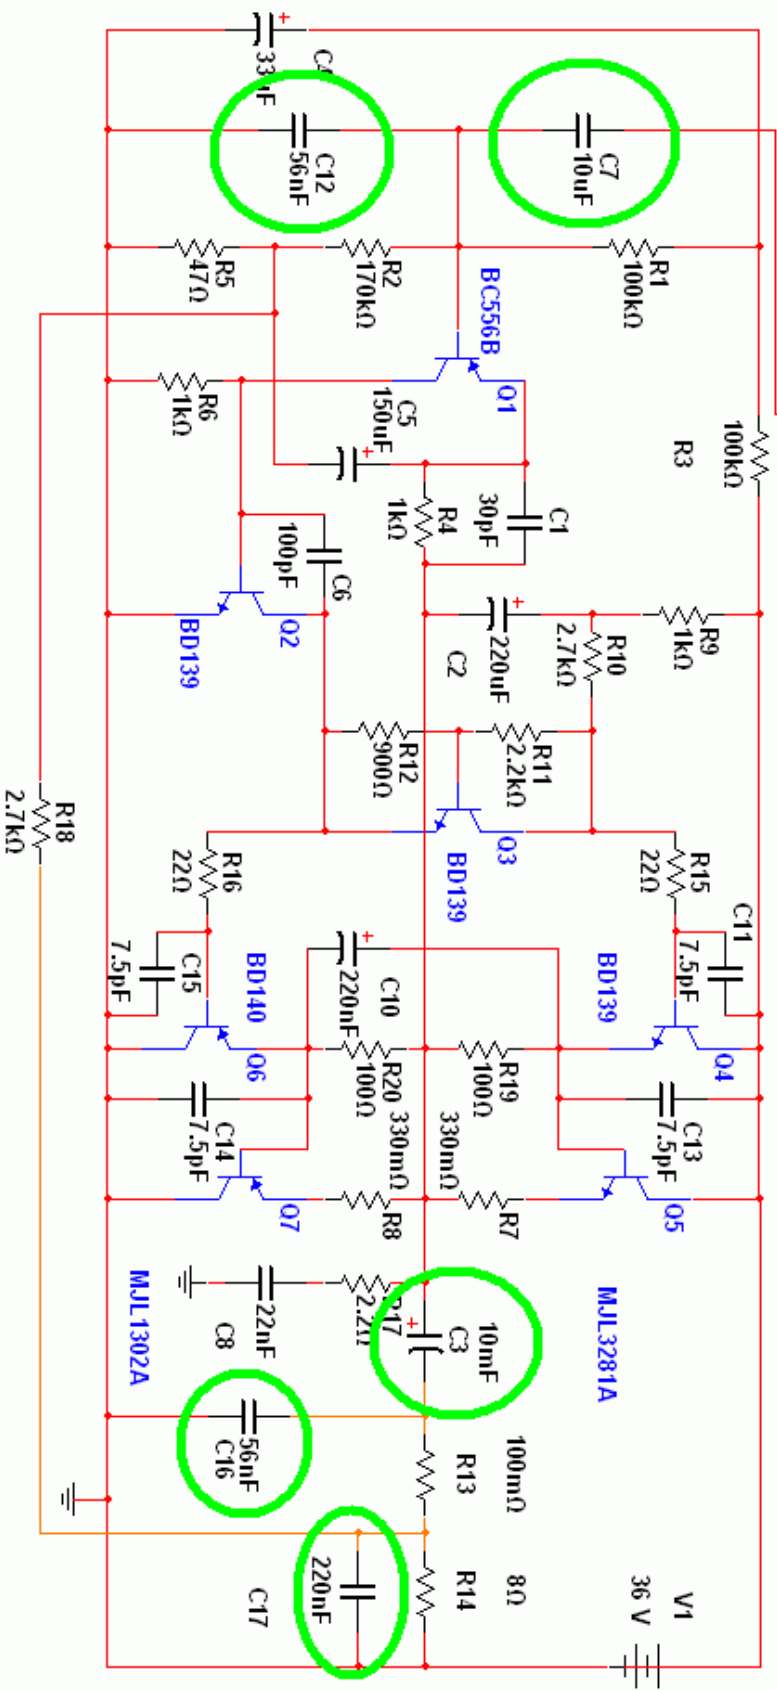 C7
10uF
R1
100kΩ
R3
100kΩ
C12
56nF
33uF
R2
170kΩ
R5
47Ω
BC556B
Q1
R6
1kΩ
C5
150uF
R4
1kΩ
C1
30pF
C6
100pF
Q2
BD139
R9
1kΩ
R10
2.7kΩ
C2
220uF
R11
2.2kΩ
R12
900Ω
Q3
BD139
R18
2.7kΩ
R15
22Ω
R16
22Ω
C11
7.5pF
C15
7.5pF
BD139
Q4
BD140
Q6
C10
220nF
R19
100Ω
R20
100Ω
C13
7.5pF
C14
7.5pF
Q5
MJL3281A
Q7
MJL1302A
R7
330mΩ
R8
330mΩ
R17
2.2Ω
C8
22nF
C3
10mF
C16
56nF
R13
100mΩ
R14
8Ω
C17
220nF
V1
36 V